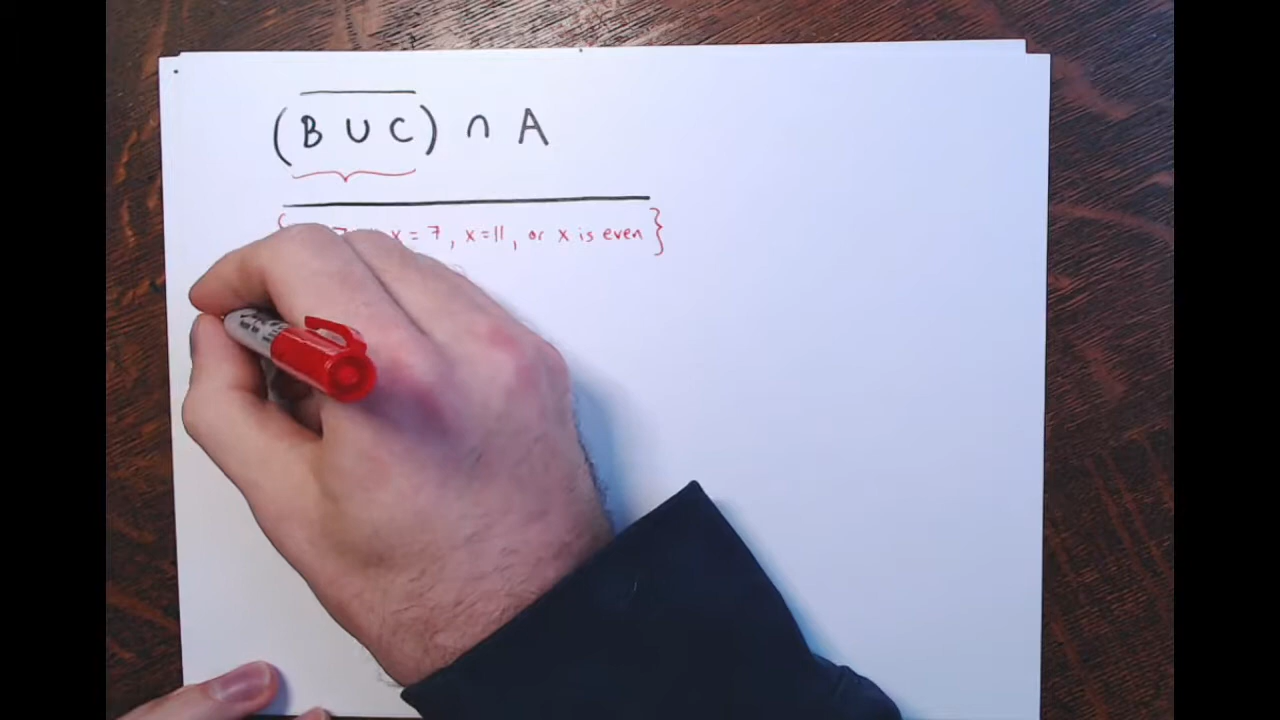 (B ∪ C) ∩ A
x = 7, x = 11, or x is even }